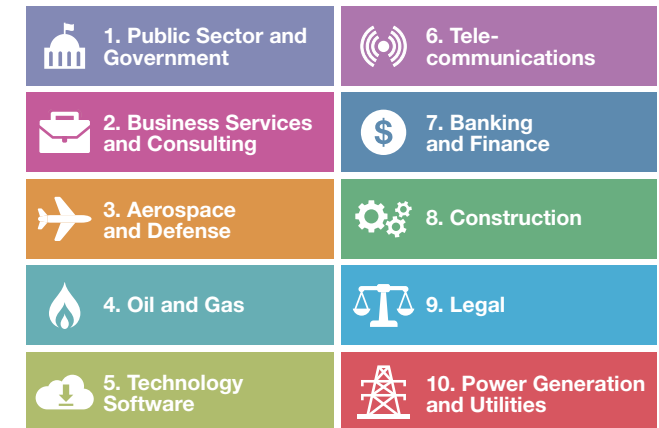 1. Public Sector and
Government
2. Business Services
and Consulting
3. Aerospace
and Defense
4. Oil and Gas
5. Technology
Software
6. Tele-
communications
$
7. Banking
and Finance
8. Construction
9. Legal
10. Power Generation
and Utilities